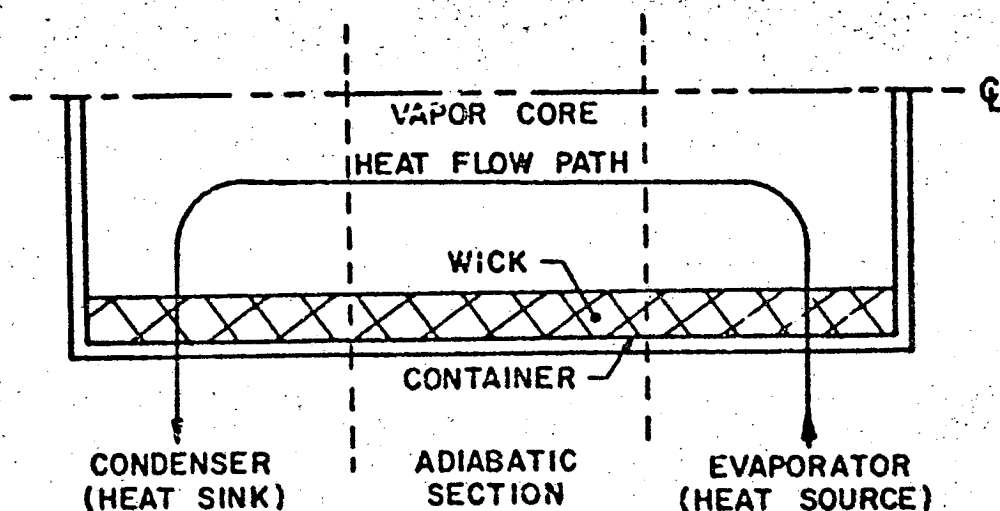 ℄
VAPOR CORE
HEAT FLOW PATH
WICK
CONTAINER
CONDENSER
(HEAT SINK)
ADIABATIC
SECTION
EVAPORATOR
(HEAT SOURCE)